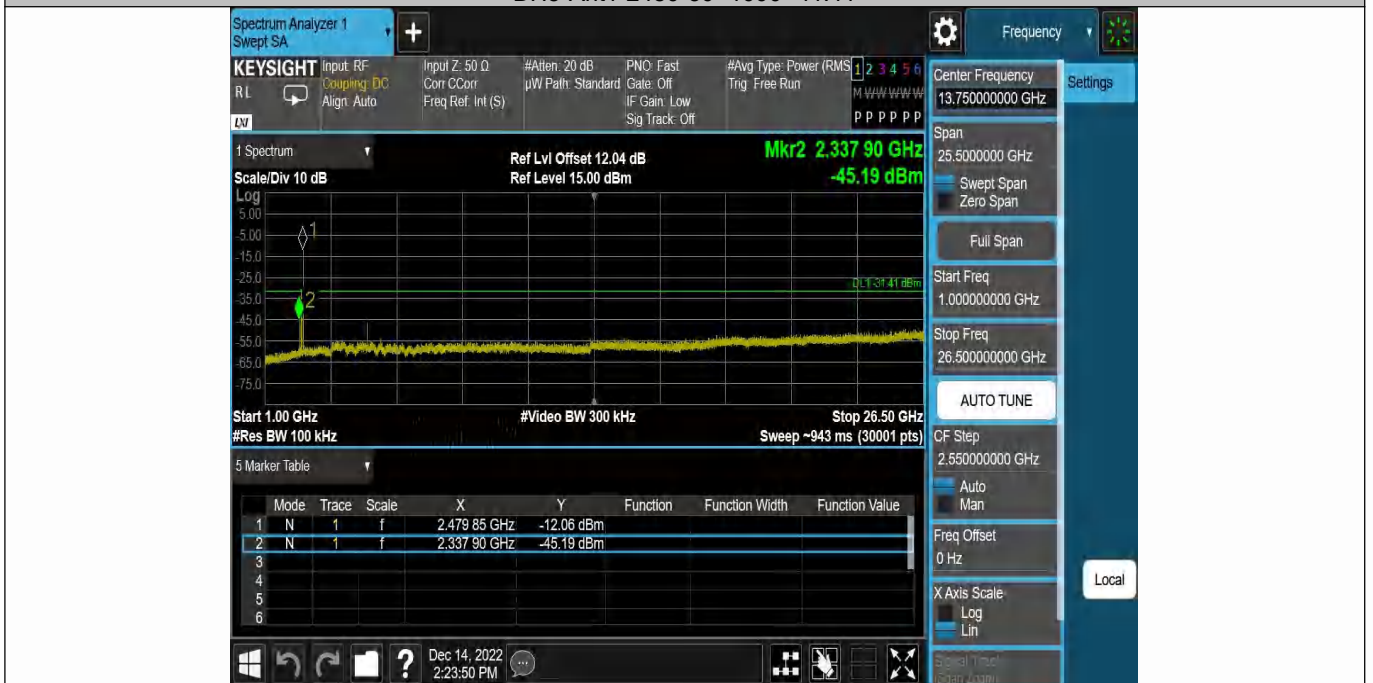 Spectrum Analyzer 1
Swept SA
+
Frequency
KEYSIGHT
RL
LXI
Input: RF
Coupling: DC
Align: Auto
Input Z: 50 Ω
Corr CCorr
Freq Ref: Int (S)
#Atten: 20 dB
µW Path: Standard
PNO: Fast
Gate: Off
IF Gain: Low
Sig Track: Off
#Avg Type: Power (RMS
Trig: Free Run
1 2 3 4 5 6
M W W W W W
P P P P P P
Center Frequency
13.750000000 GHz
Settings
Span
25.5000000 GHz
Swept Span
Zero Span
Full Span
Start Freq
1.000000000 GHz
Stop Freq
26.500000000 GHz
AUTO TUNE
CF Step
2.550000000 GHz
Auto
Man
Freq Offset
0 Hz
X Axis Scale
Log
Lin
Local
1 Spectrum
Scale/Div 10 dB
Ref Lvl Offset 12.04 dB
Ref Level 15.00 dBm
Mkr2 2.337 90 GHz
-45.19 dBm
Log
5.00
-5.00
-15.0
-25.0
-35.0
-45.0
-55.0
-65.0
-75.0
1
2
DL1 -31.41 dBm
Start 1.00 GHz
#Video BW 300 kHz
Stop 26.50 GHz
#Res BW 100 kHz
Sweep ~943 ms (30001 pts)
5 Marker Table
Mode Trace Scale X Y Function Function Width Function Value
1 N 1 f 2.479 85 GHz -12.06 dBm
2 N 1 f 2.337 90 GHz -45.19 dBm
3
4
5
6
?
Dec 14, 2022
2:23:50 PM